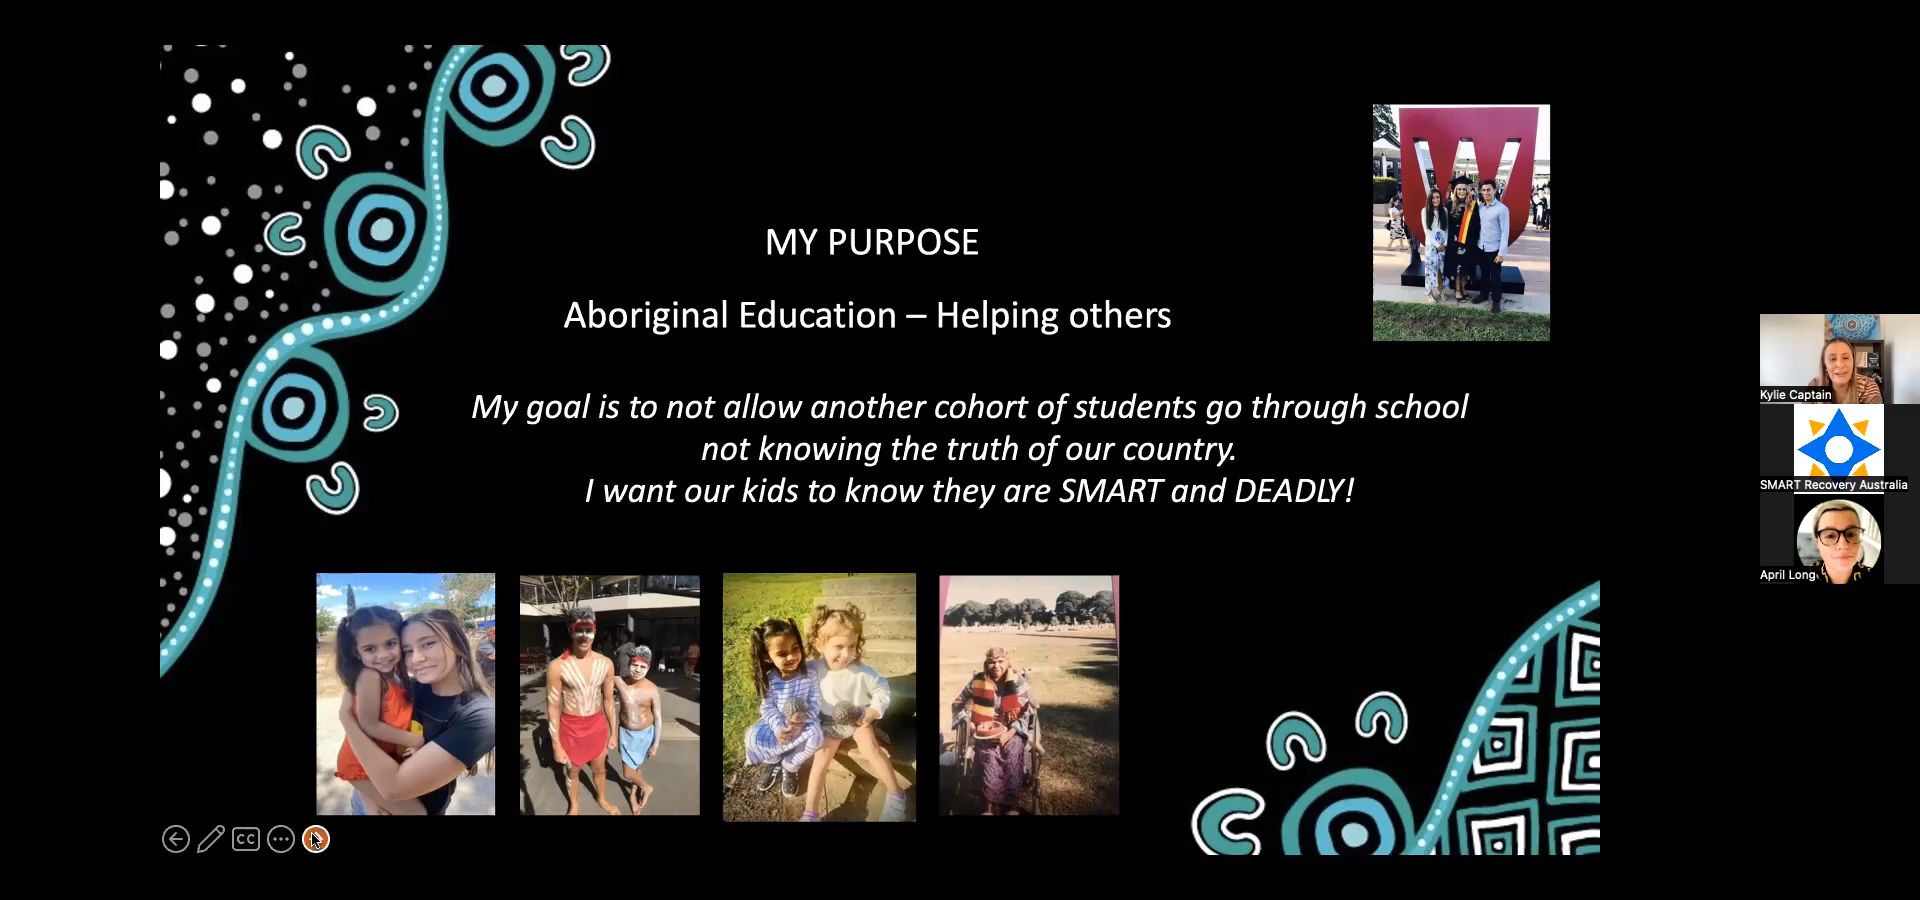 MY PURPOSE
Aboriginal Education – Helping others
My goal is to not allow another cohort of students go through school
not knowing the truth of our country.
I want our kids to know they are SMART and DEADLY!
W
Kylie Captain
SMART Recovery Australia
April Long
CC